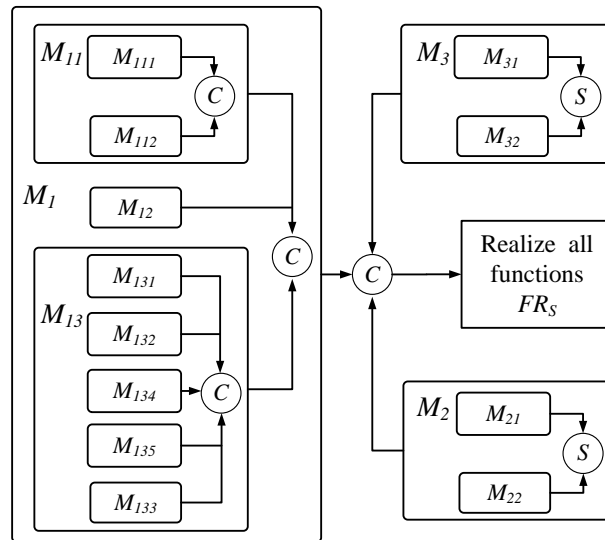 M11
M111
C
M112
M1
M12
C
M13
M131
M132
M134
C
M135
M133
M3
M31
S
M32
C
Realize all
functions
FRS
M2
M21
S
M22